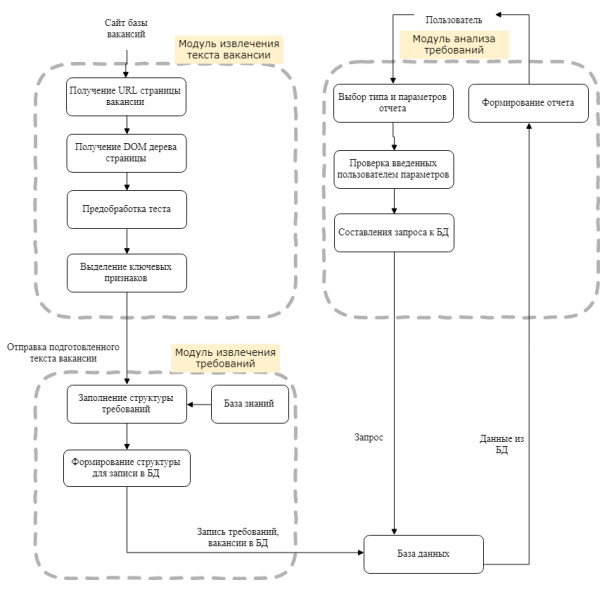 Сайт базы
вакансий
Модуль извлечения
текста вакансии
Получение URL страницы
вакансии
Получение DOM дерева
страницы
Предобработка теста
Выделение ключевых
признаков
Отправка подготовленного
текста вакансии
Модуль извлечения
требований
Заполнение структуры
требований
База знаний
Формирование структуры
для записи в БД
Запись требований,
вакансии в БД
Пользователь
Модуль анализа
требований
Выбор типа и параметров
отчета
Формирование отчета
Проверка введенных
пользователем параметров
Составления запроса к БД
Запрос
Данные из
БД
База данных